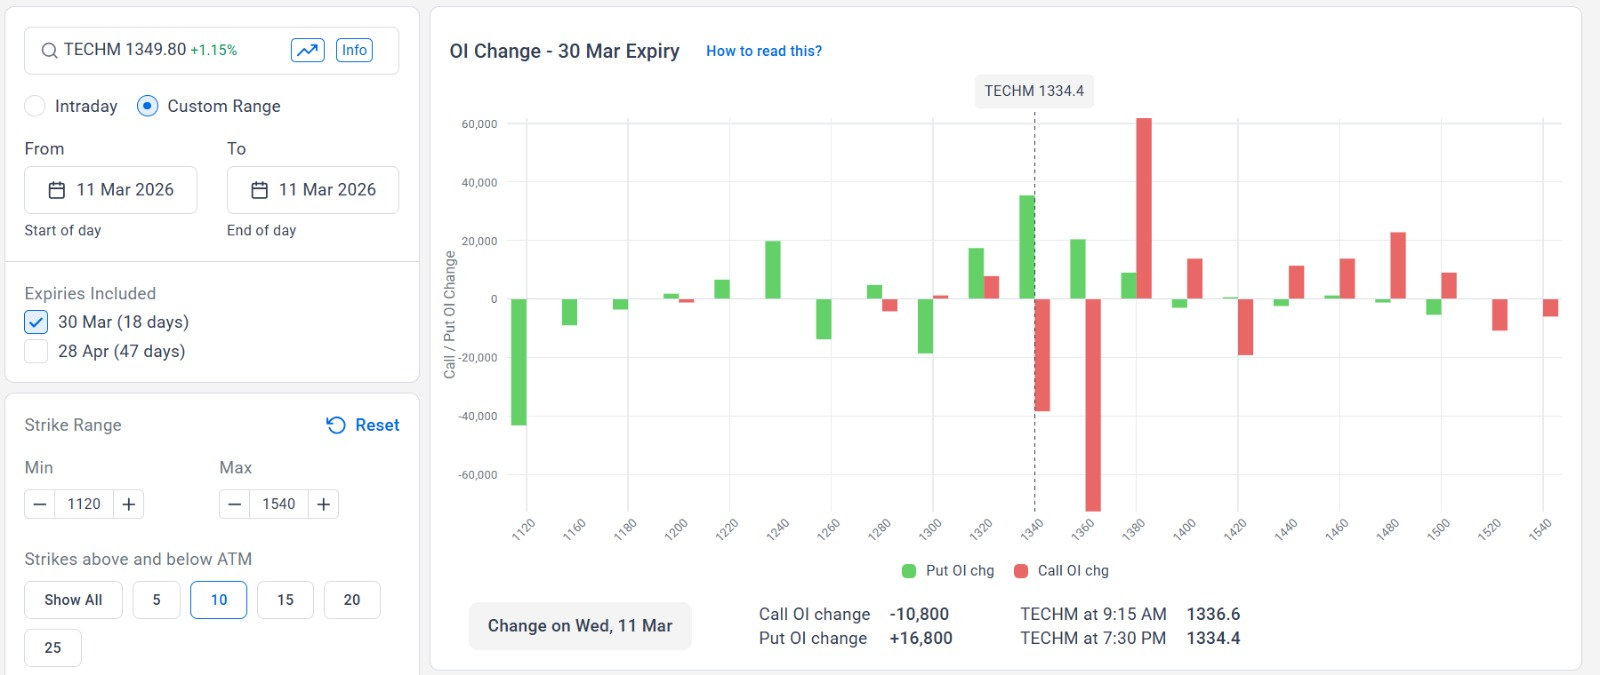 TECHM 1349.80 +1.15% Info
Intraday Custom Range
From To
11 Mar 2026 11 Mar 2026
Start of day End of day
Expiries Included
30 Mar (18 days)
28 Apr (47 days)
Strike Range Reset
Min Max
− 1120 + − 1540 +
Strikes above and below ATM
Show All 5 10 15 20
25
OI Change - 30 Mar Expiry How to read this?
TECHM 1334.4
Call / Put OI Change
60,000
40,000
20,000
0
-20,000
-40,000
-60,000
1120 1160 1180 1200 1220 1240 1260 1280 1300 1320 1340 1360 1380 1400 1420 1440 1460 1480 1500 1520 1540
Put OI chg Call OI chg
Change on Wed, 11 Mar
Call OI change -10,800 TECHM at 9:15 AM 1336.6
Put OI change +16,800 TECHM at 7:30 PM 1334.4